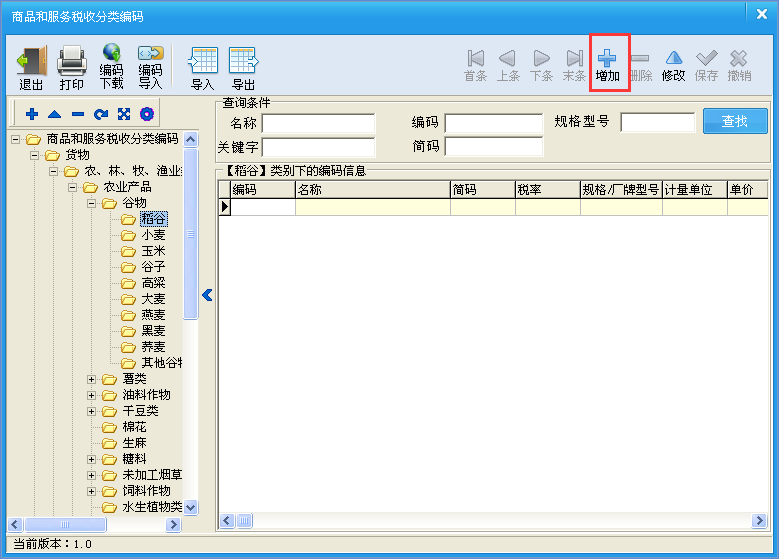 商品和服务税收分类编码
退出 打印 编码下载 编码导入 导入 导出 首条 上条 下条 末条 增加 删除 修改 保存 撤销
查询条件
名称 编码 规格型号 查找
关键字 简码
【稻谷】类别下的编码信息
编码 名称 简码 税率 规格/厂牌型号 计量单位 单价
商品和服务税收分类编码
货物
农、林、牧、渔业
农业产品
谷物
稻谷
小麦
玉米
谷子
高粱
大麦
燕麦
黑麦
荞麦
其他谷物
薯类
油料作物
干豆类
棉花
生麻
糖料
未加工烟草
饲料作物
水生植物类
当前版本：1.0